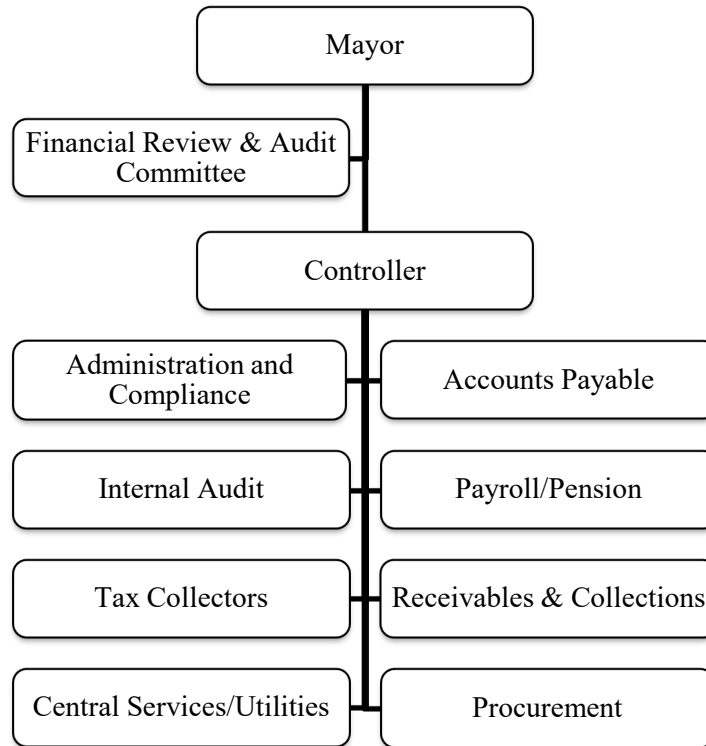 Mayor
Financial Review & Audit
Committee
Controller
Administration and
Compliance
Accounts Payable
Internal Audit
Payroll/Pension
Tax Collectors
Receivables & Collections
Central Services/Utilities
Procurement